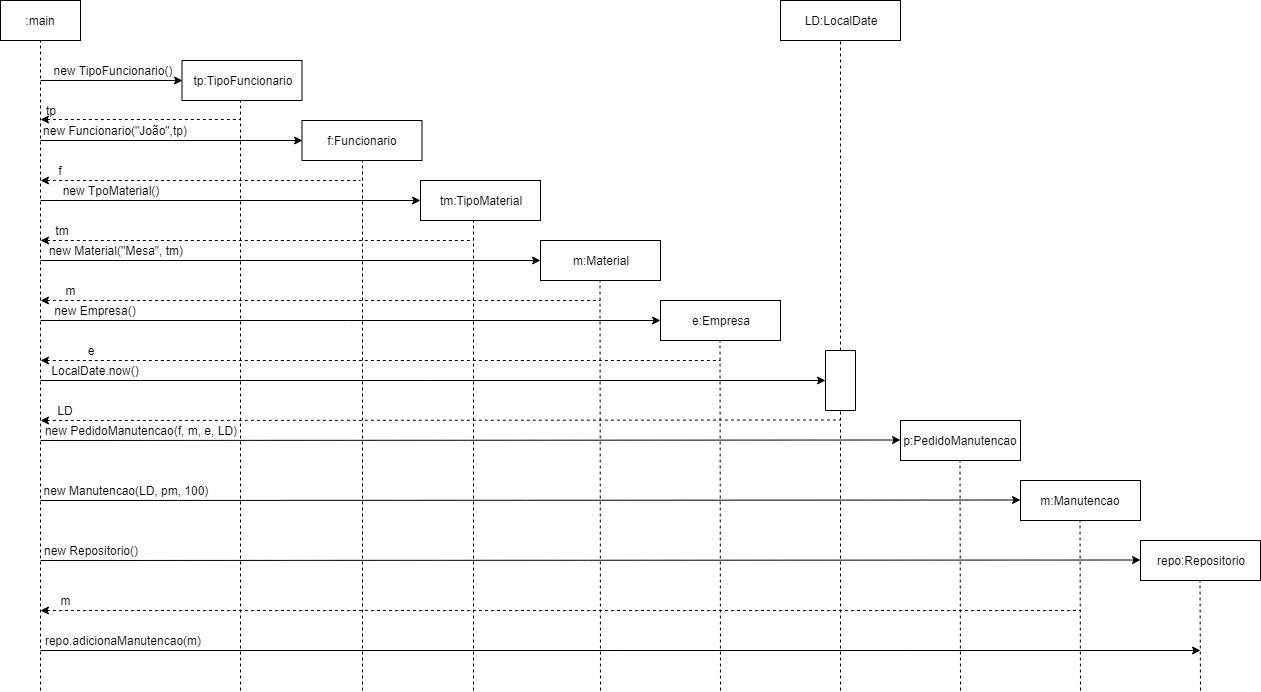 :main
LD:LocalDate
new TipoFuncionario()
tp:TipoFuncionario
tp
new Funcionario("João",tp)
f:Funcionario
f
new TpoMaterial()
tm:TipoMaterial
tm
new Material("Mesa", tm)
m:Material
m
new Empresa()
e:Empresa
e
LocalDate.now()
LD
new PedidoManutencao(f, m, e, LD)
p:PedidoManutencao
new Manutencao(LD, pm, 100)
m:Manutencao
new Repositorio()
repo:Repositorio
m
repo.adicionaManutencao(m)